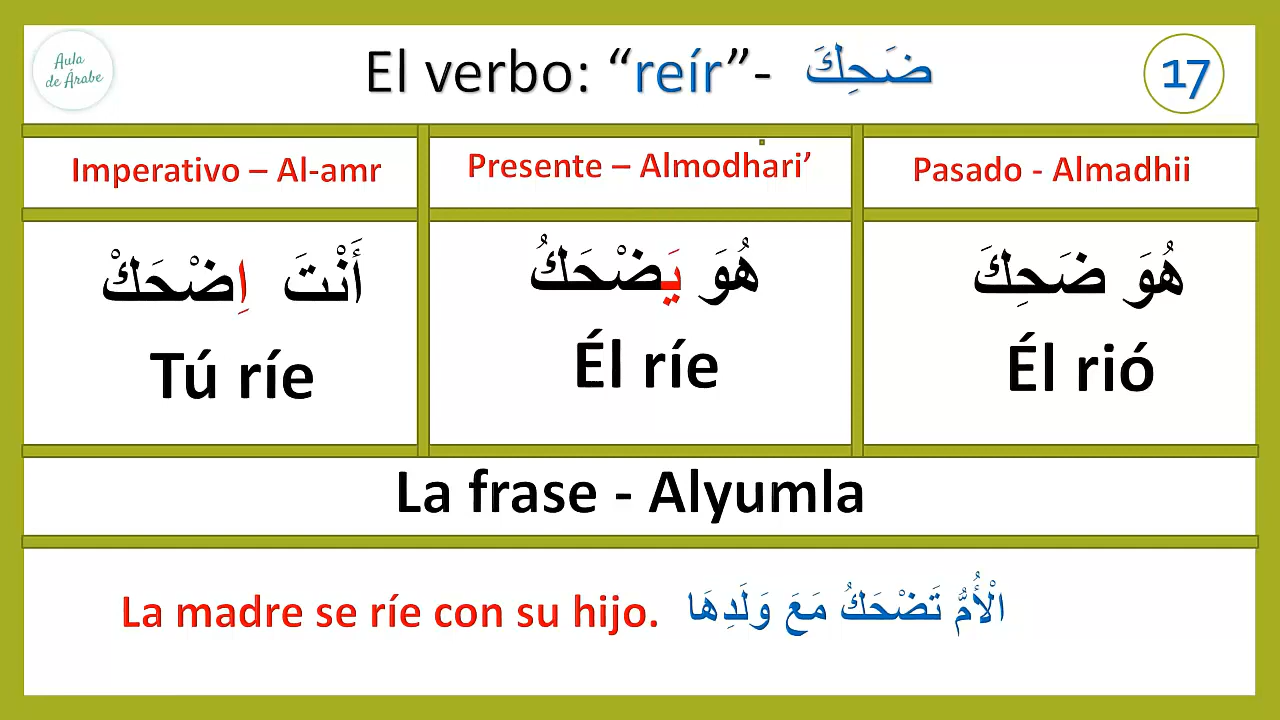 Aula
de Árabe
El verbo: “reír”- ضَحِكَ
17
Imperativo – Al-amr
Presente – Almodhari’
Pasado - Almadhii
أَنْتَ اِضْحَكْ
Tú ríe
هُوَ يَضْحَكُ
Él ríe
هُوَ ضَحِكَ
Él rió
La frase - Alyumla
La madre se ríe con su hijo. الْأُمُّ تَضْحَكُ مَعَ وَلَدِهَا